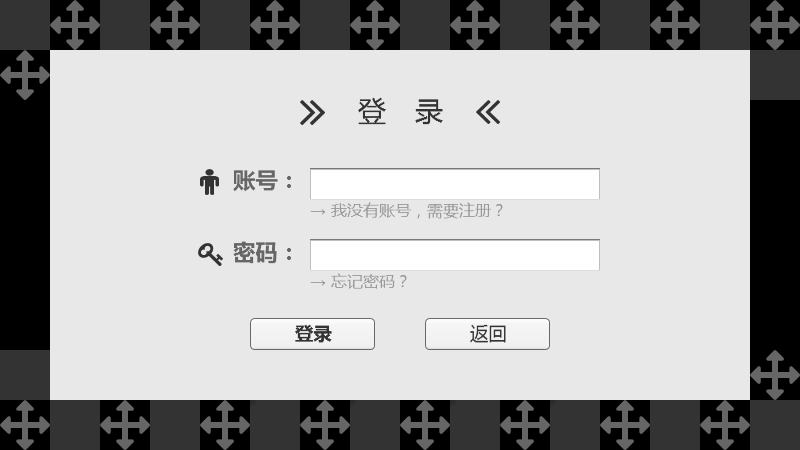 登 录
账号：
→ 我没有账号，需要注册？
密码：
→ 忘记密码？
登录 返回